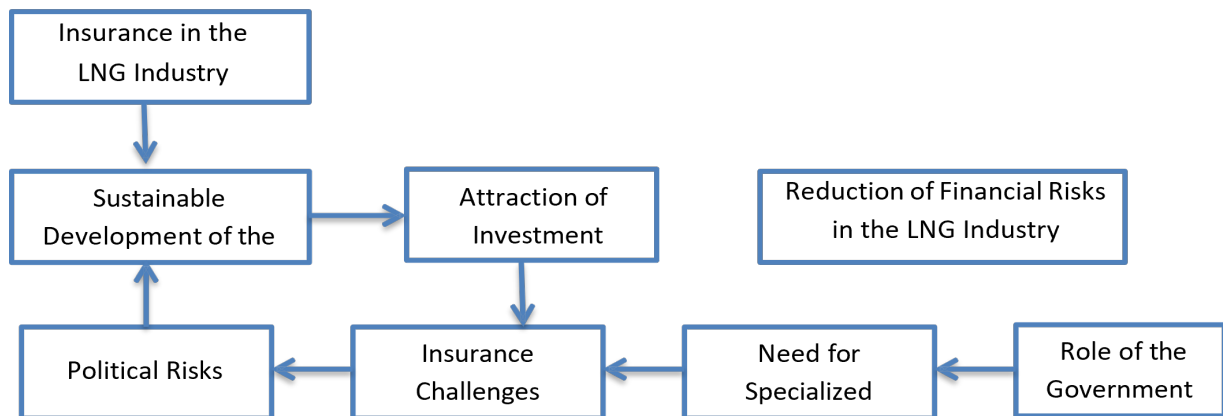 Insurance in the
LNG Industry
Sustainable
Development of the
Attraction of
Investment
Reduction of Financial Risks
in the LNG Industry
Political Risks
Insurance
Challenges
Need for
Specialized
Role of the
Government